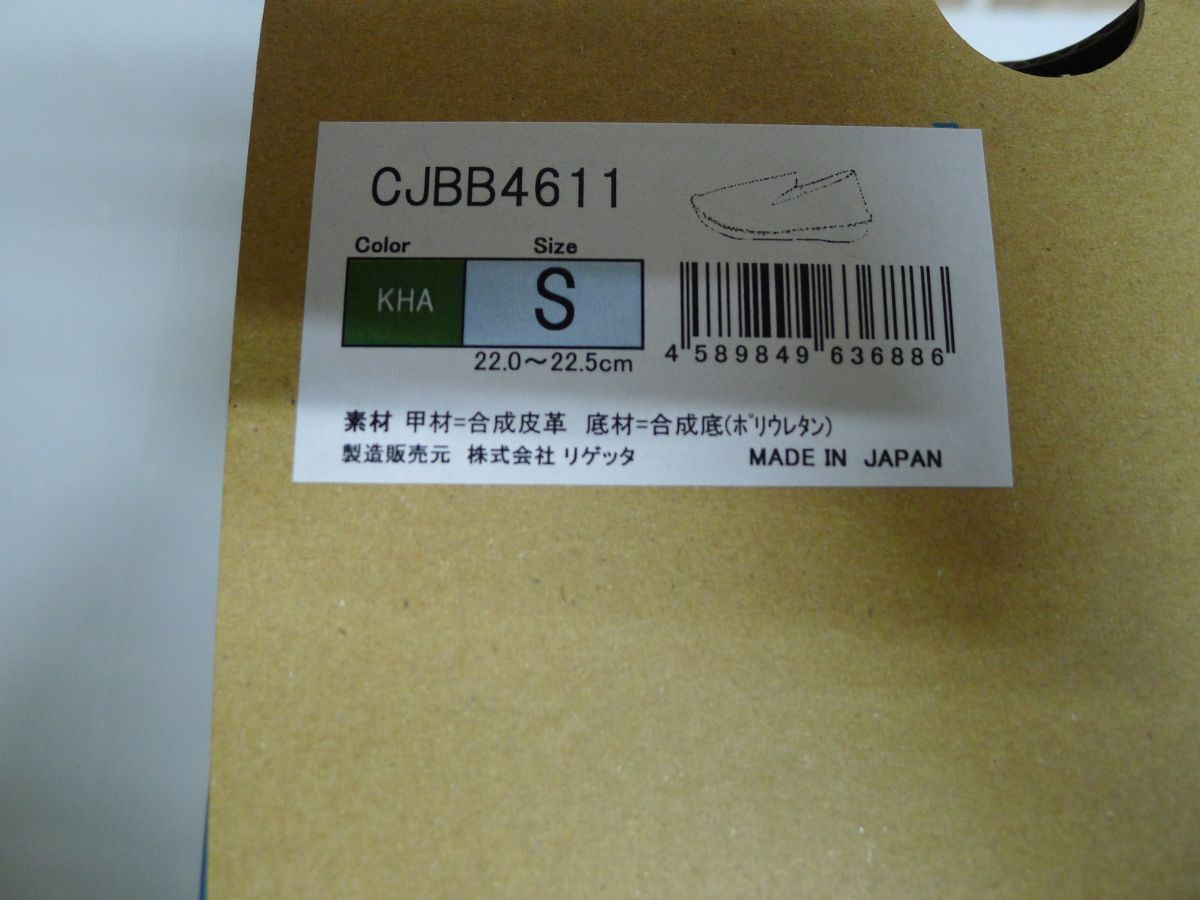 CJBB4611
Color Size
KHA S
22.0～22.5cm
4 589849 636886
素材 甲材=合成皮革 底材=合成底(ﾎﾟﾘｳﾚﾀﾝ)
製造販売元 株式会社 リゲッタ MADE IN JAPAN